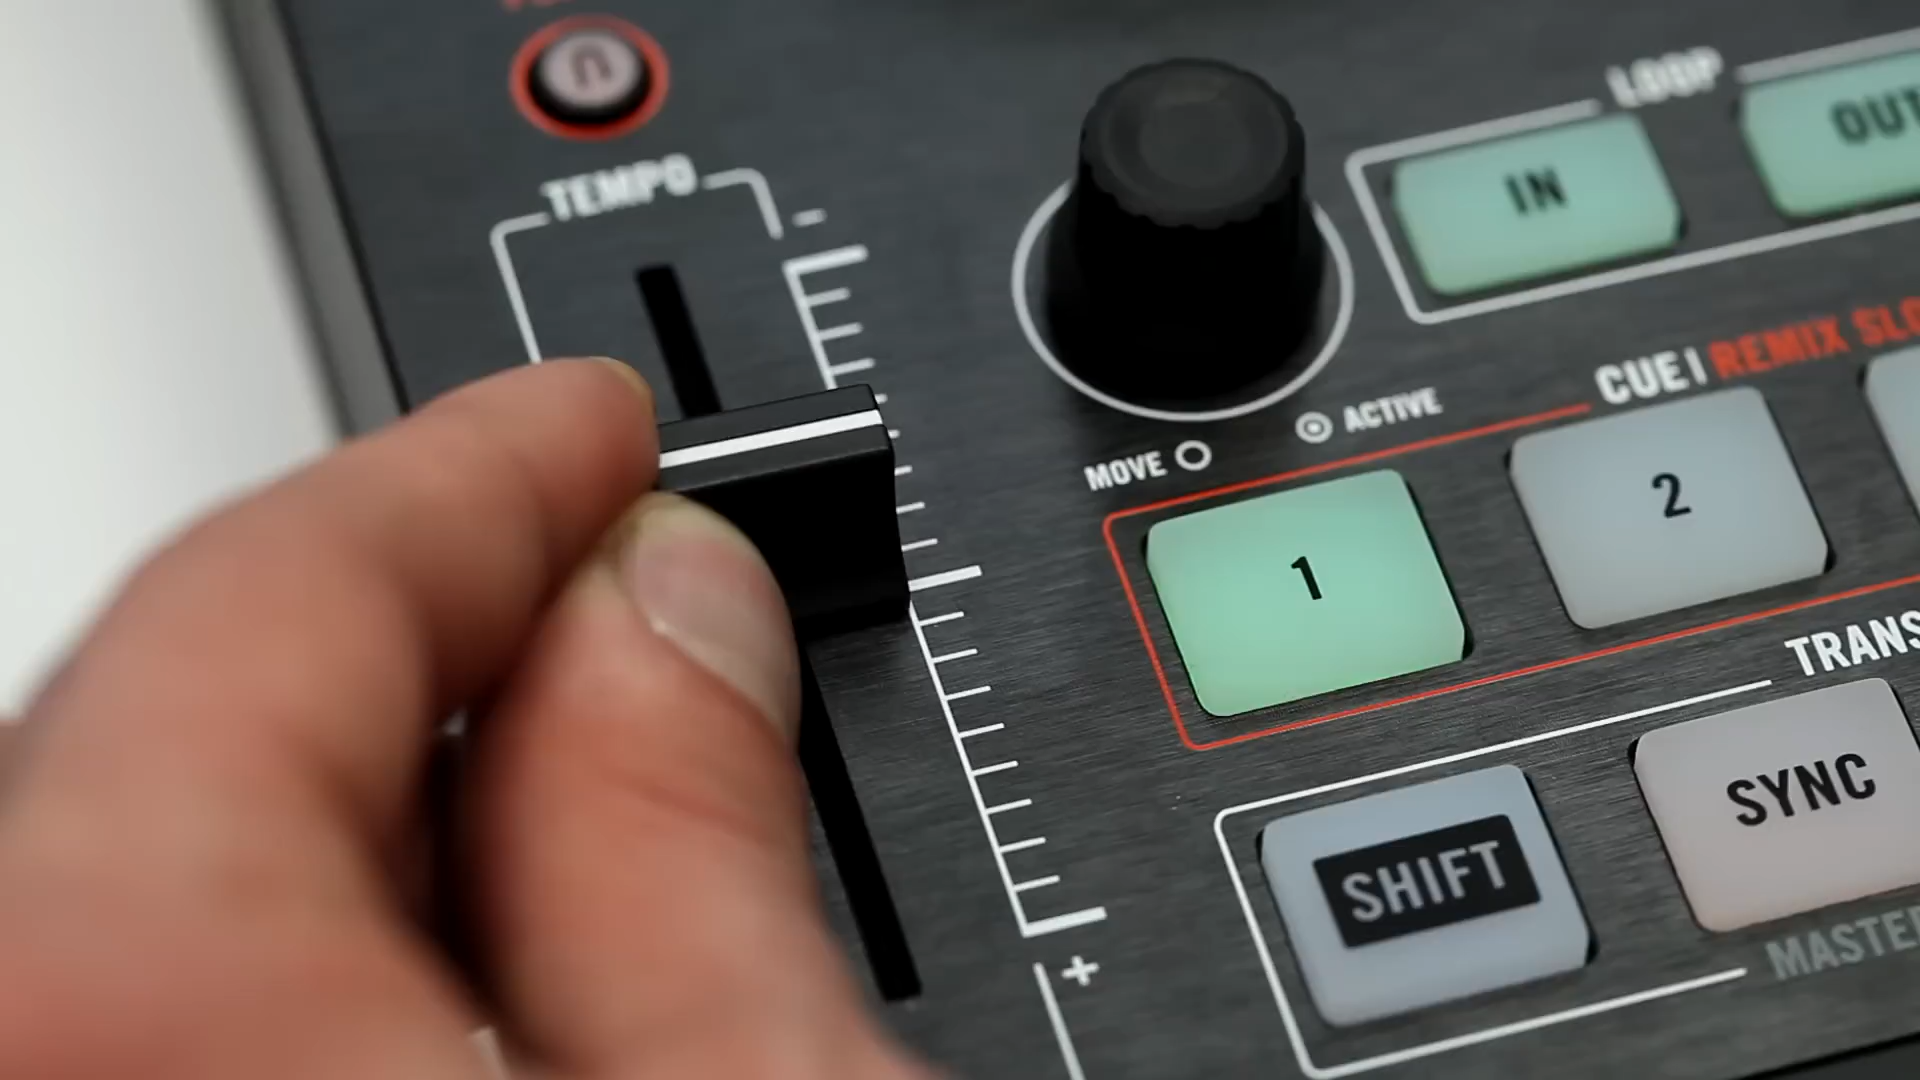 TEMPO
-
LOOP
IN
OUT
CUE | REMIX SLO
MOVE
ACTIVE
1
2
TRANS
SYNC
SHIFT
MASTE
+